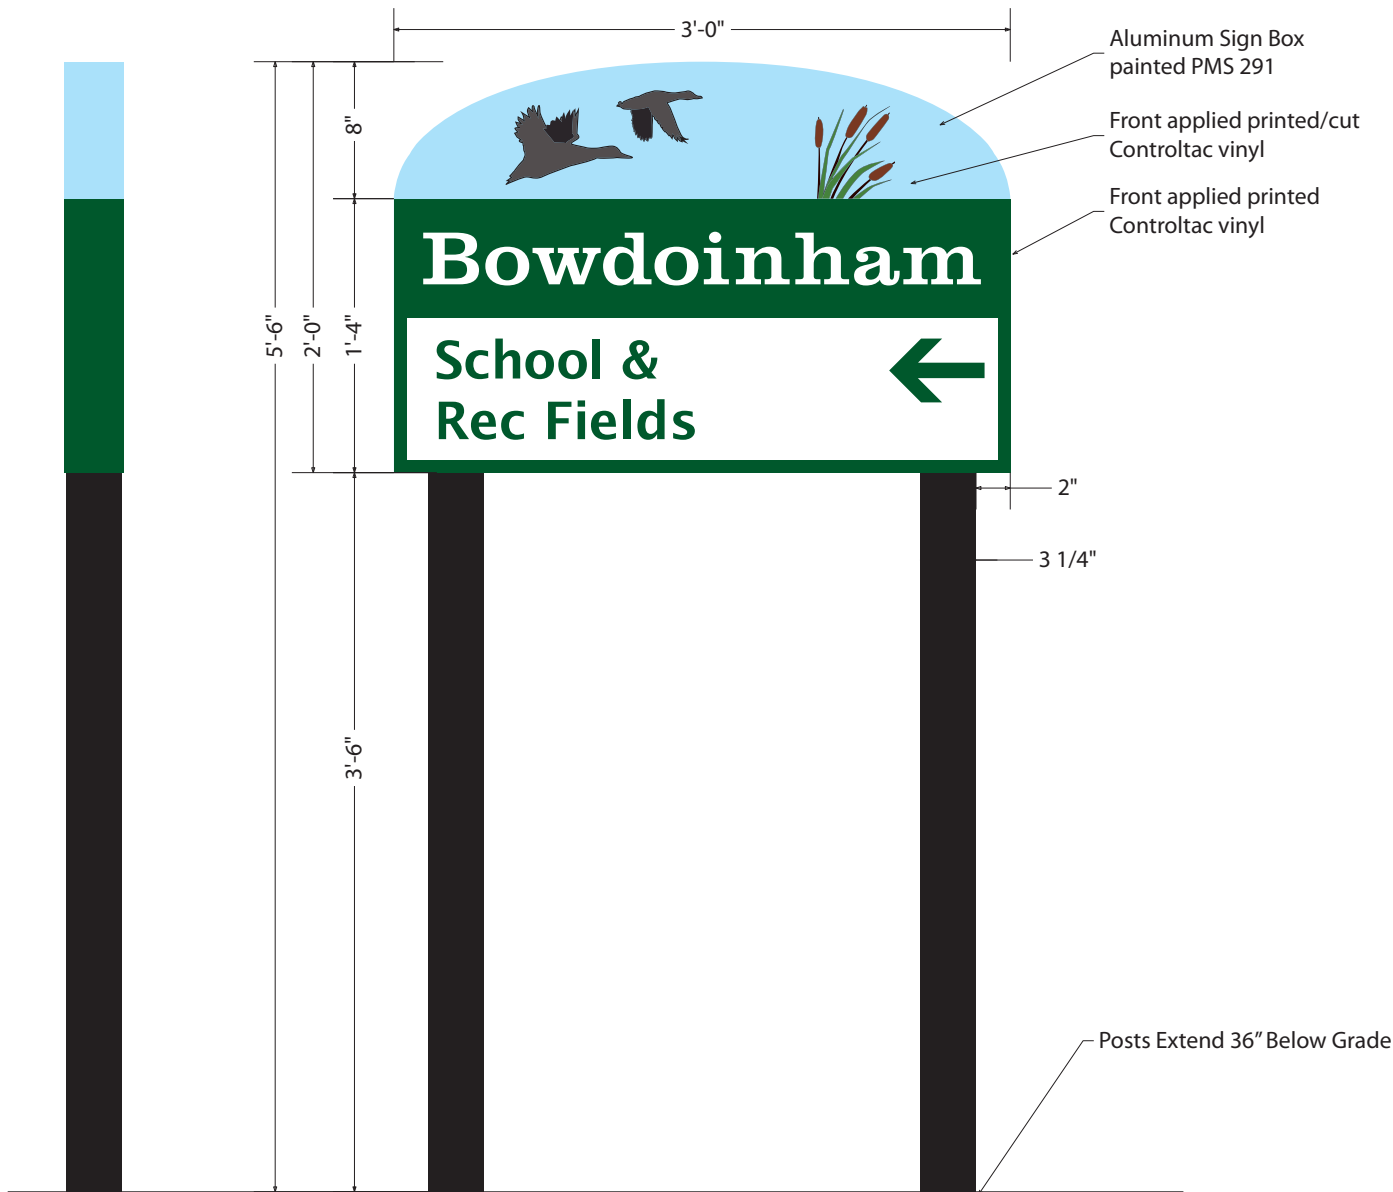 3'-0"
Aluminum Sign Box
painted PMS 291
8"
Front applied printed/cut
Controltac vinyl
Front applied printed
Controltac vinyl
Bowdoinham
5'-6"
2'-0"
1'-4"
School &
Rec Fields
2"
3 1/4"
3'-6"
Posts Extend 36" Below Grade